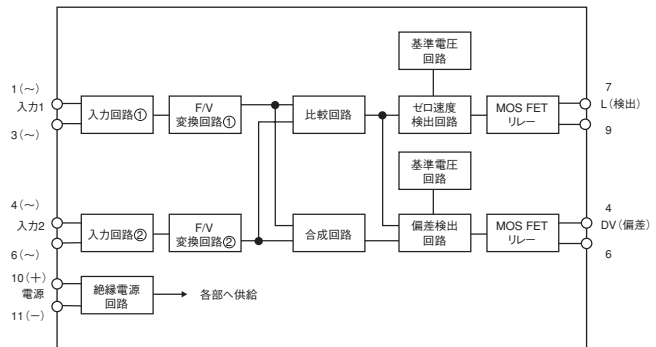 基準電圧
回路
1(～)
入力1
3(～)
入力回路①
F/V
変換回路①
比較回路
ゼロ速度
検出回路
MOS FET
リレー
7
L(検出)
9
基準電圧
回路
4(～)
入力2
6(～)
入力回路②
F/V
変換回路②
合成回路
偏差検出
回路
MOS FET
リレー
4
DV(偏差)
6
10(＋)
電源
11(－)
絶縁電源
回路
各部へ供給